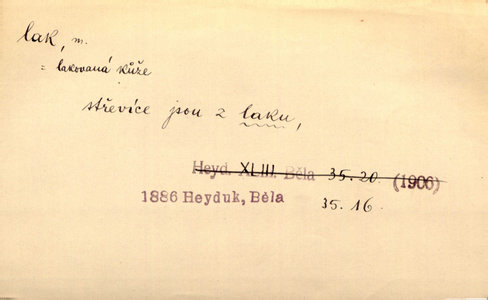 lak, m.
= lakovaná kůže
střevíce jsou z laku,
Heyd. XLIII. Běla 35.20. (1906)
1886 Heyduk, Běla 35.16.